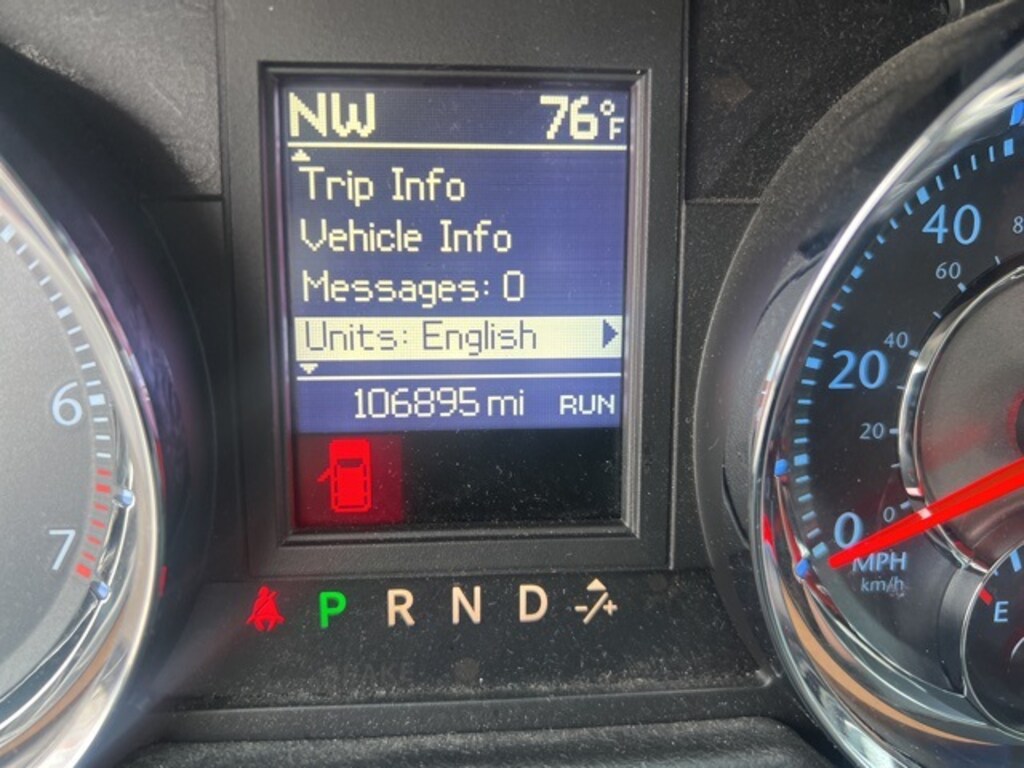 NW 76°F
Trip Info
Vehicle Info
Messages: 0
Units: English
106895 mi RUN
P R N D -/+
6
7
40
60
20
40
20
0
0
MPH
km/h
E